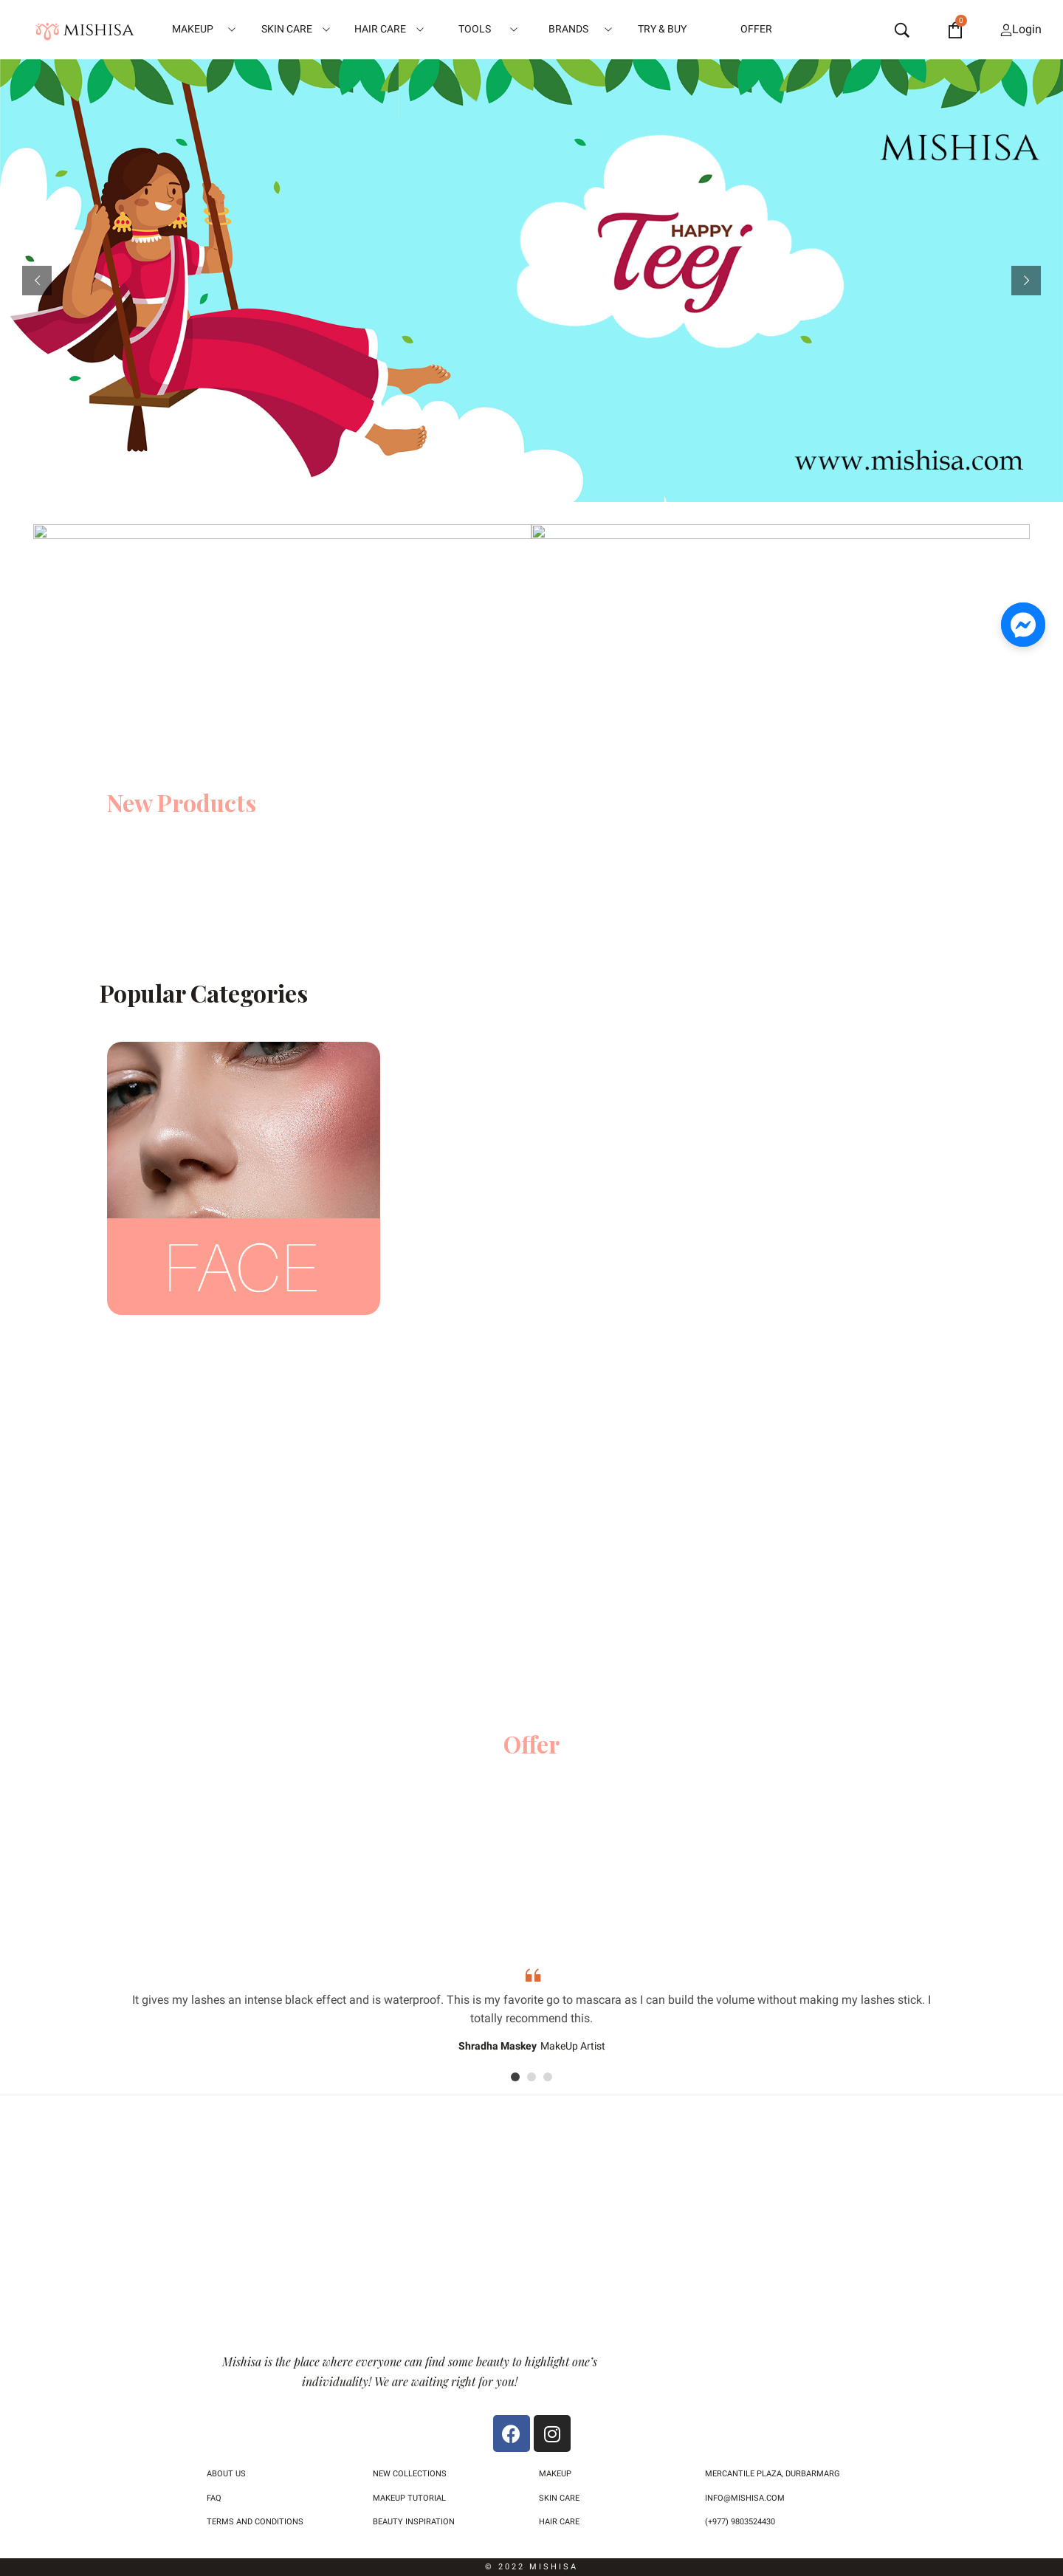 MISHISA
MAKEUP
SKIN CARE
HAIR CARE
TOOLS
BRANDS
TRY & BUY
OFFER
0
Login
MISHISA
HAPPY
Teej
www.mishisa.com
New Products
Popular Categories
FACE
Offer
It gives my lashes an intense black effect and is waterproof. This is my favorite go to mascara as I can build the volume without making my lashes stick. I
totally recommend this.
Shradha Maskey MakeUp Artist
Mishisa is the place where everyone can find some beauty to highlight one’s
individuality! We are waiting right for you!
ABOUT US
NEW COLLECTIONS
MAKEUP
MERCANTILE PLAZA, DURBARMARG
FAQ
MAKEUP TUTORIAL
SKIN CARE
INFO@MISHISA.COM
TERMS AND CONDITIONS
BEAUTY INSPIRATION
HAIR CARE
(+977) 9803524430
© 2022 MISHISA